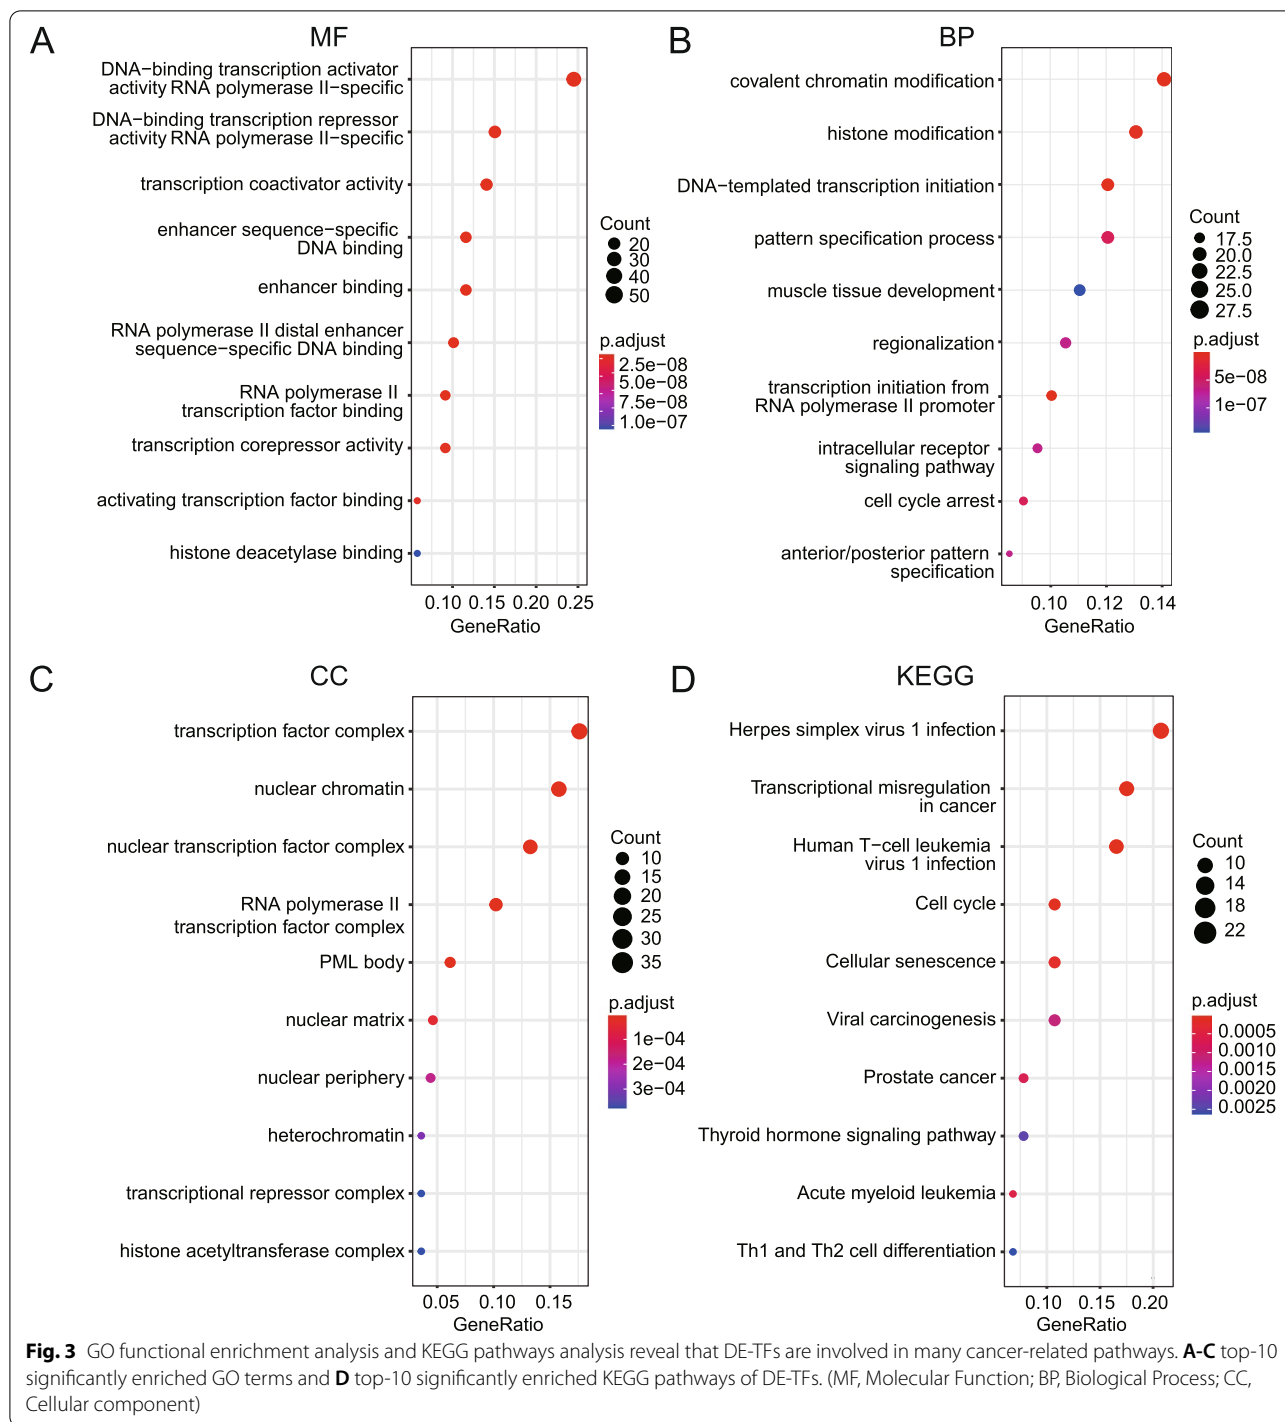 A
MF
DNA−binding transcription activator
activity RNA polymerase II−specific
DNA−binding transcription repressor
activity RNA polymerase II−specific
transcription coactivator activity
enhancer sequence−specific
DNA binding
enhancer binding
RNA polymerase II distal enhancer
sequence−specific DNA binding
RNA polymerase II
transcription factor binding
transcription corepressor activity
activating transcription factor binding
histone deacetylase binding
0.10 0.15 0.20 0.25
GeneRatio
Count
20
30
40
50
p.adjust
2.5e−08
5.0e−08
7.5e−08
1.0e−07
B
BP
covalent chromatin modification
histone modification
DNA−templated transcription initiation
pattern specification process
muscle tissue development
regionalization
transcription initiation from
RNA polymerase II promoter
intracellular receptor
signaling pathway
cell cycle arrest
anterior/posterior pattern
specification
0.10 0.12 0.14
GeneRatio
Count
17.5
20.0
22.5
25.0
27.5
p.adjust
5e−08
1e−07
C
CC
transcription factor complex
nuclear chromatin
nuclear transcription factor complex
RNA polymerase II
transcription factor complex
PML body
nuclear matrix
nuclear periphery
heterochromatin
transcriptional repressor complex
histone acetyltransferase complex
0.05 0.10 0.15
GeneRatio
Count
10
15
20
25
30
35
p.adjust
1e−04
2e−04
3e−04
D
KEGG
Herpes simplex virus 1 infection
Transcriptional misregulation
in cancer
Human T−cell leukemia
virus 1 infection
Cell cycle
Cellular senescence
Viral carcinogenesis
Prostate cancer
Thyroid hormone signaling pathway
Acute myeloid leukemia
Th1 and Th2 cell differentiation
0.10 0.15 0.20
GeneRatio
Count
10
14
18
22
p.adjust
0.0005
0.0010
0.0015
0.0020
0.0025
Fig. 3 GO functional enrichment analysis and KEGG pathways analysis reveal that DE-TFs are involved in many cancer-related pathways. A-C top-10
significantly enriched GO terms and D top-10 significantly enriched KEGG pathways of DE-TFs. (MF, Molecular Function; BP, Biological Process; CC,
Cellular component)